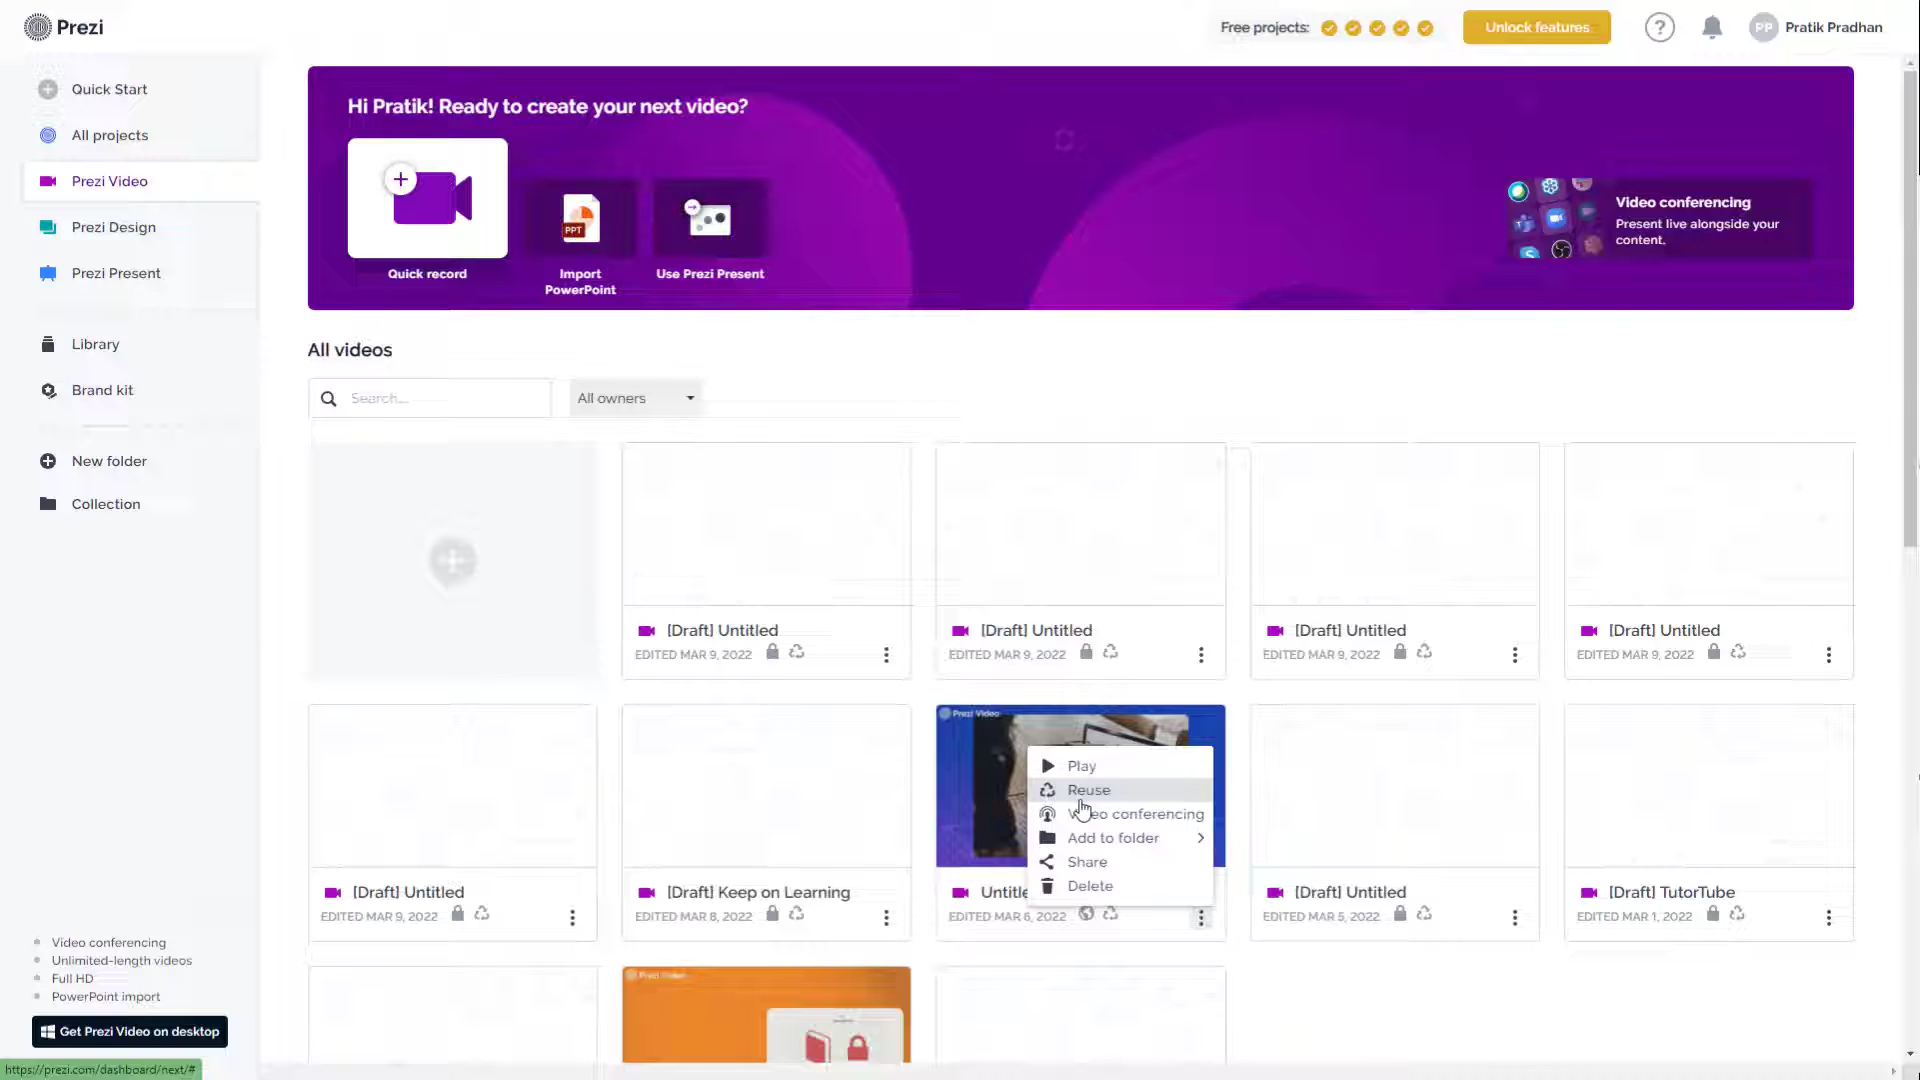 Prezi
Free projects:
Unlock features
?
PP
Pratik Pradhan
Quick Start
All projects
Prezi Video
Prezi Design
Prezi Present
Library
Brand kit
New folder
Collection
Hi Pratik! Ready to create your next video?
Quick record
PPT
Import
PowerPoint
Use Prezi Present
Video conferencing
Present live alongside your
content.
All videos
Search...
All owners
[Draft] Untitled
EDITED MAR 9, 2022
[Draft] Untitled
EDITED MAR 9, 2022
[Draft] Untitled
EDITED MAR 9, 2022
[Draft] Untitled
EDITED MAR 9, 2022
[Draft] Untitled
EDITED MAR 9, 2022
[Draft] Keep on Learning
EDITED MAR 8, 2022
Prezi Video
Play
Reuse
conferencing
Add to folder
Share
Delete
EDITED MAR 6, 2022
[Draft] Untitled
EDITED MAR 5, 2022
[Draft] TutorTube
EDITED MAR 1, 2022
Prezi Video
Video conferencing
Unlimited-length videos
Full HD
PowerPoint import
Get Prezi Video on desktop
https://prezi.com/dashboard/next/#